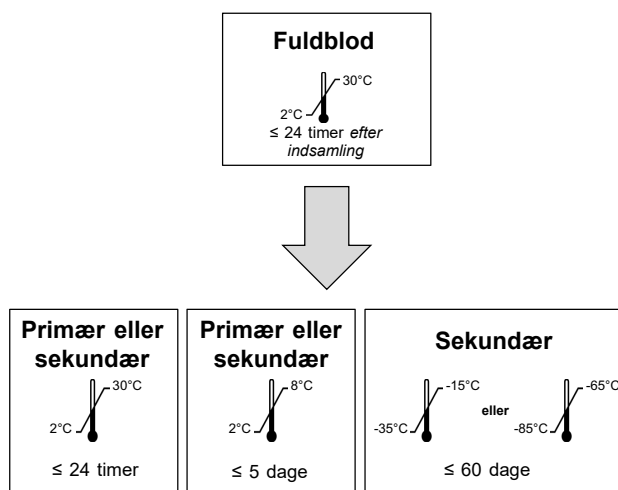 Fuldblod
30°C
2°C
≤ 24 timer efter
indsamling
Primær eller
sekundær
30°C
2°C
≤ 24 timer
Primær eller
sekundær
8°C
2°C
≤ 5 dage
Sekundær
-15°C
-35°C
eller
-65°C
-85°C
≤ 60 dage